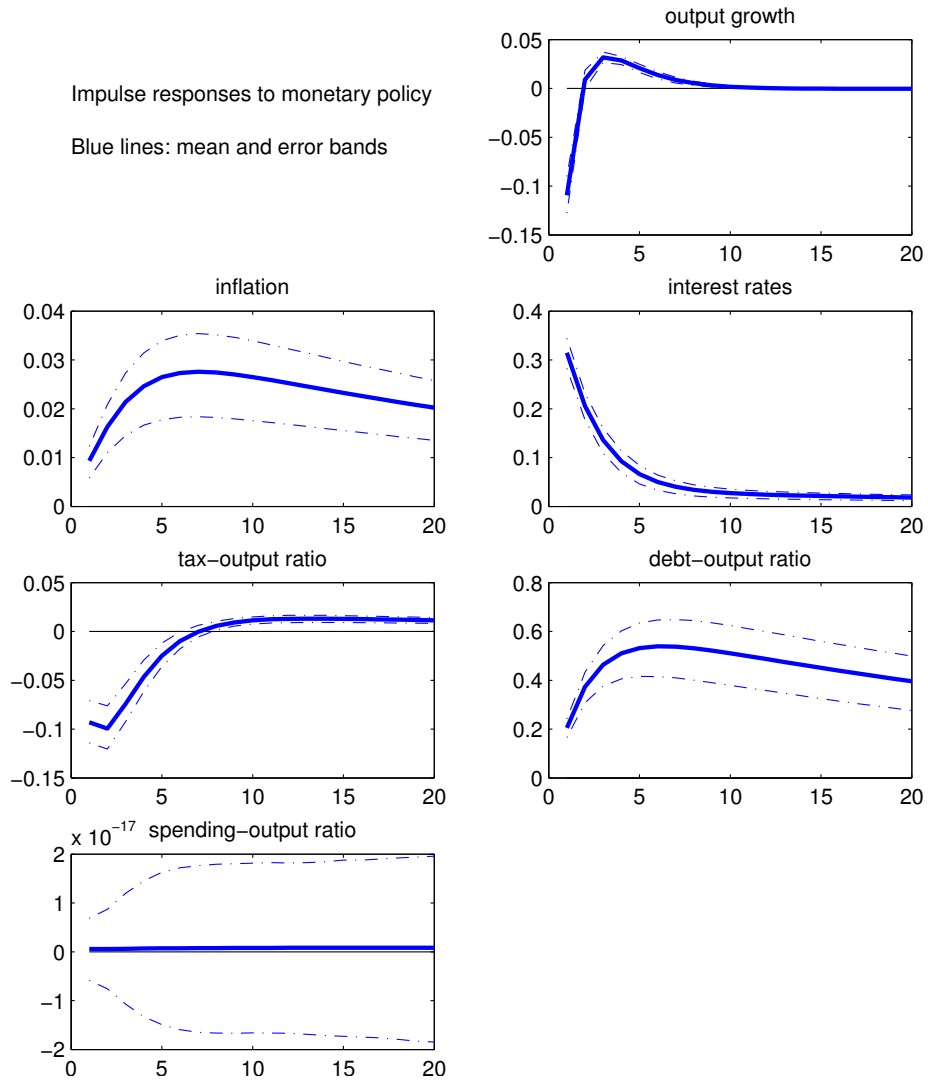 output growth
Impulse responses to monetary policy
Blue lines: mean and error bands
0.05
0
−0.05
−0.1
−0.15
0 5 10 15 20
inflation
0.04
0.03
0.02
0.01
0
0 5 10 15 20
interest rates
0.4
0.3
0.2
0.1
0
0 5 10 15 20
tax−output ratio
0.05
0
−0.05
−0.1
−0.15
0 5 10 15 20
debt−output ratio
0.8
0.6
0.4
0.2
0
0 5 10 15 20
x 10^−17 spending−output ratio
2
1
0
−1
−2
0 5 10 15 20